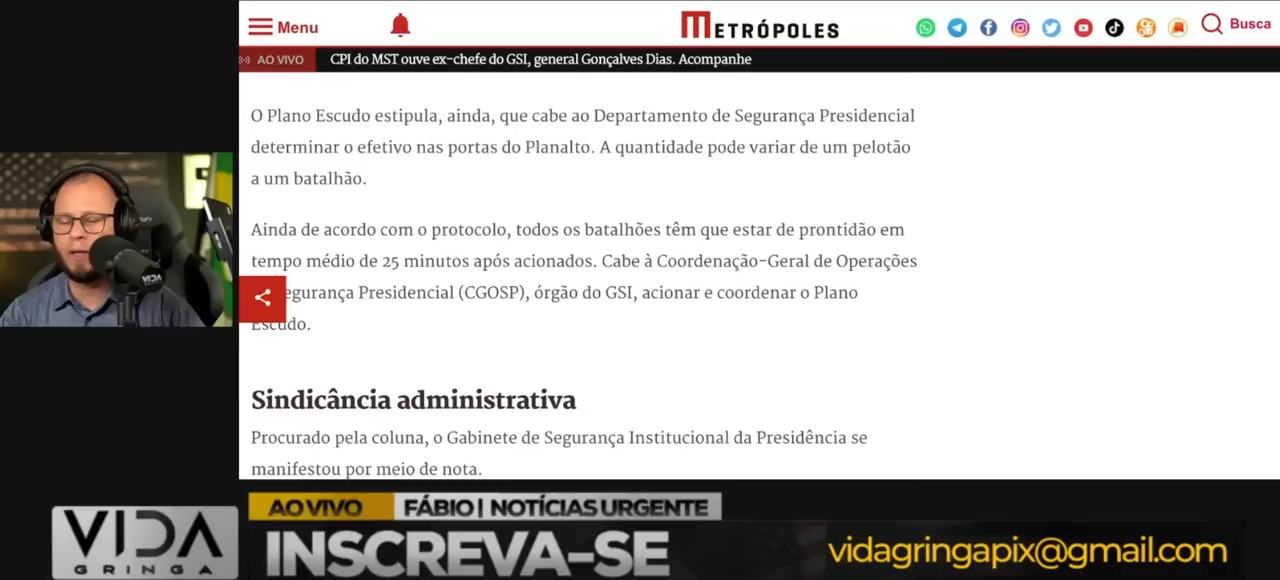 Menu
METRÓPOLES
Busca
AO VIVO
CPI do MST ouve ex-chefe do GSI, general Gonçalves Dias. Acompanhe
O Plano Escudo estipula, ainda, que cabe ao Departamento de Segurança Presidencial
determinar o efetivo nas portas do Planalto. A quantidade pode variar de um pelotão
a um batalhão.
Ainda de acordo com o protocolo, todos os batalhões têm que estar de prontidão em
tempo médio de 25 minutos após acionados. Cabe à Coordenação-Geral de Operações
egurança Presidencial (CGOSP), órgão do GSI, acionar e coordenar o Plano
Escudo.
Sindicância administrativa
Procurado pela coluna, o Gabinete de Segurança Institucional da Presidência se
manifestou por meio de nota.
AO VIVO
FÁBIO | NOTÍCIAS URGENTE
VIDA
GRINGA
INSCREVA-SE
vidagringapix@gmail.com